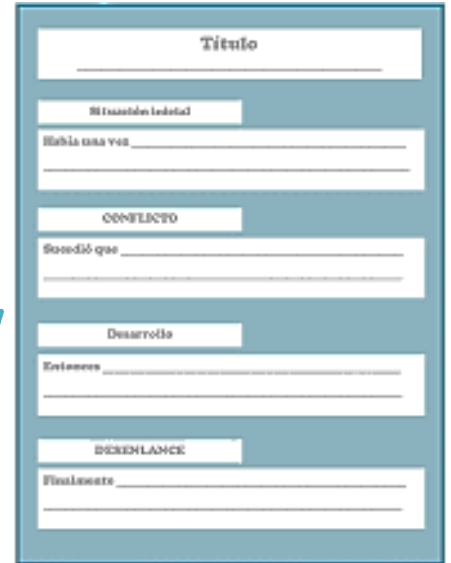 Título
Situación inicial
Había una vez
CONFLICTO
Sucedió que
Desarrollo
Entonces
DESENLANCE
Finalmente